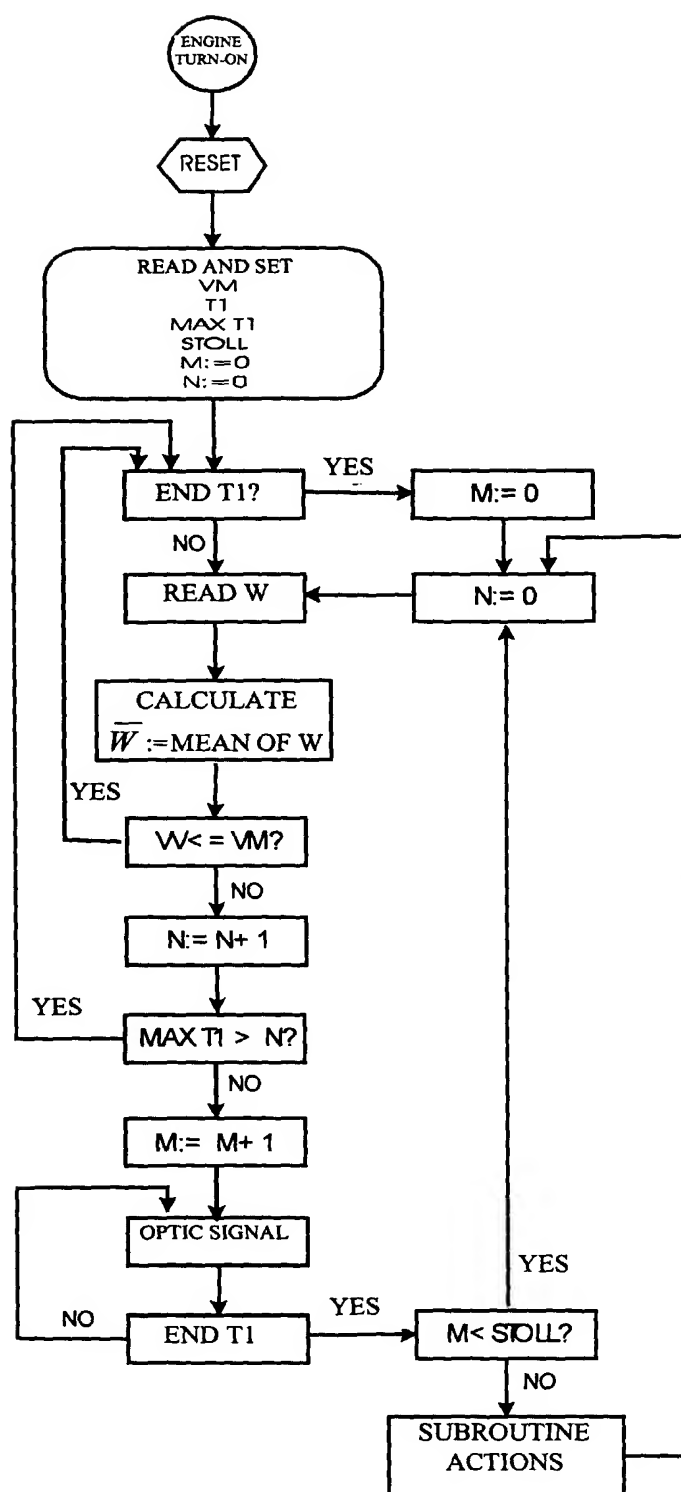 ENGINE
TURN-ON
RESET
READ AND SET
VM
T1
MAX T1
STOLL
M:=0
N:=0
END T1?
YES
M:= 0
NO
READ W
N:= 0
CALCULATE
W :=MEAN OF W
YES
W< = VM?
NO
N:= N+ 1
YES
MAX T1 > N?
NO
M:= M+ 1
OPTIC SIGNAL
YES
NO
YES
END T1
M< STOLL?
NO
SUBROUTINE
ACTIONS